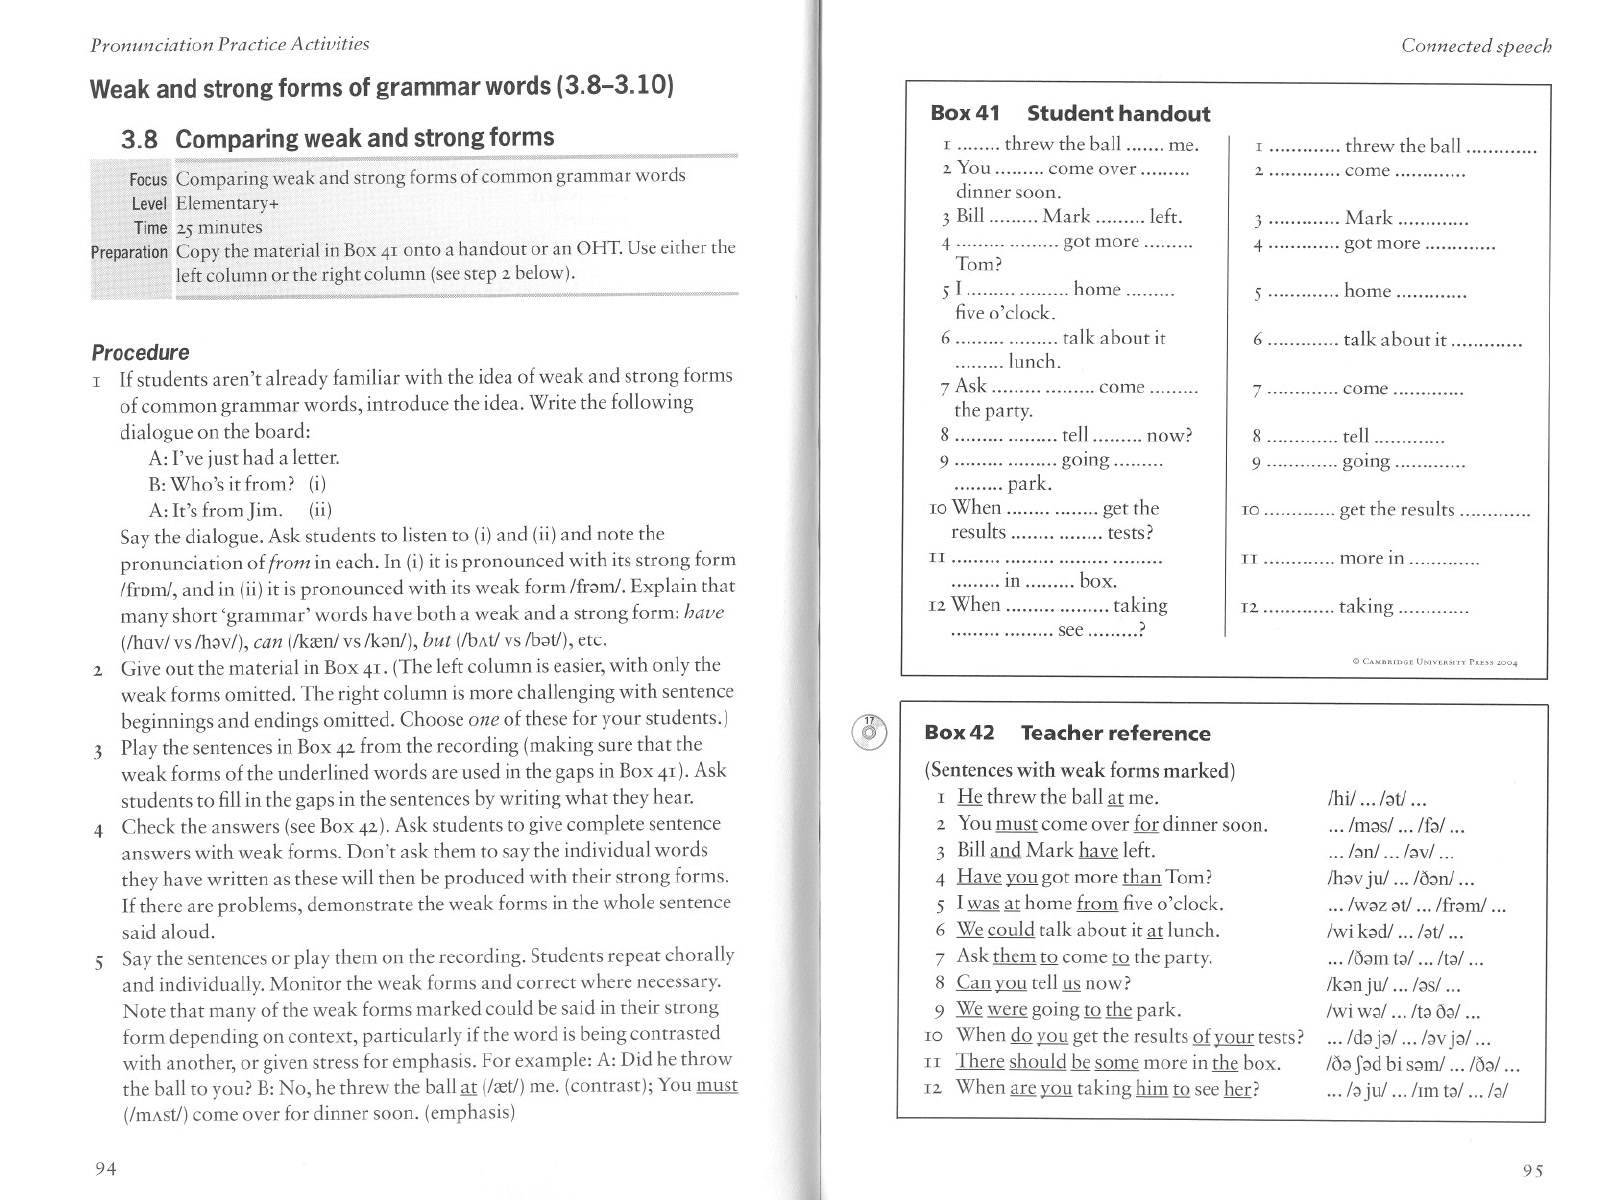 Pronunciation Practice Activities
Weak and strong forms of grammar words (3.8–3.10)
3.8 Comparing weak and strong forms
Focus Comparing weak and strong forms of common grammar words
Level Elementary+
Time 25 minutes
Preparation Copy the material in Box 41 onto a handout or an OHT. Use either the
left column or the right column (see step 2 below).
Procedure
1 If students aren't already familiar with the idea of weak and strong forms
of common grammar words, introduce the idea. Write the following
dialogue on the board:
A: I've just had a letter.
B: Who's it from? (i)
A: It's from Jim. (ii)
Say the dialogue. Ask students to listen to (i) and (ii) and note the
pronunciation of from in each. In (i) it is pronounced with its strong form
/frɒm/, and in (ii) it is pronounced with its weak form /frəm/. Explain that
many short 'grammar' words have both a weak and a strong form: have
(/hɑv/ vs /həv/), can (/kæn/ vs /kən/), but (/bʌt/ vs /bət/), etc.
2 Give out the material in Box 41. (The left column is easier, with only the
weak forms omitted. The right column is more challenging with sentence
beginnings and endings omitted. Choose one of these for your students.)
3 Play the sentences in Box 42 from the recording (making sure that the
weak forms of the underlined words are used in the gaps in Box 41). Ask
students to fill in the gaps in the sentences by writing what they hear.
4 Check the answers (see Box 42). Ask students to give complete sentence
answers with weak forms. Don't ask them to say the individual words
they have written as these will then be produced with their strong forms.
If there are problems, demonstrate the weak forms in the whole sentence
said aloud.
5 Say the sentences or play them on the recording. Students repeat chorally
and individually. Monitor the weak forms and correct where necessary.
Note that many of the weak forms marked could be said in their strong
form depending on context, particularly if the word is being contrasted
with another, or given stress for emphasis. For example: A: Did he throw
the ball to you? B: No, he threw the ball at (/æt/) me. (contrast); You must
(/mʌst/) come over for dinner soon. (emphasis)
94
Connected speech
Box 41 Student handout
1 ........ threw the ball ....... me.
2 You ......... come over .........
dinner soon.
3 Bill ......... Mark ......... left.
4 ......... ......... got more .........
Tom?
5 I ......... ......... home .........
five o'clock.
6 ......... ......... talk about it
......... lunch.
7 Ask ......... ......... come .........
the party.
8 ......... ......... tell ......... now?
9 ......... ......... going .........
......... park.
10 When ........ ........ get the
results ........ ........ tests?
11 ......... ......... ......... .........
......... in ......... box.
12 When ......... ......... taking
......... ......... see .........?
1 ............. threw the ball .............
2 ............. come .............
3 ............. Mark .............
4 ............. got more .............
5 ............. home .............
6 ............. talk about it .............
7 ............. come .............
8 ............. tell .............
9 ............. going .............
10 ............. get the results .............
11 ............. more in .............
12 ............. taking .............
© CAMBRIDGE UNIVERSITY PRESS 2004
17
Box 42 Teacher reference
(Sentences with weak forms marked)
1 He threw the ball at me. /hi/ ... /ət/ ...
2 You must come over for dinner soon. ... /məs/ ... /fə/ ...
3 Bill and Mark have left. ... /ən/ ... /əv/ ...
4 Have you got more than Tom? /həv ju/ ... /ðən/ ...
5 I was at home from five o'clock. ... /wəz ət/ ... /frəm/ ...
6 We could talk about it at lunch. /wi kəd/ ... /ət/ ...
7 Ask them to come to the party. ... /ðəm tə/ ... /tə/ ...
8 Can you tell us now? /kən ju/ ... /əs/ ...
9 We were going to the park. /wi wə/ ... /tə ðə/ ...
10 When do you get the results of your tests? ... /də jə/ ... /əv jə/ ...
11 There should be some more in the box. /ðə ʃəd bi səm/ ... /ðə/ ...
12 When are you taking him to see her? ... /ə ju/ ... /ɪm tə/ ... /ə/
95